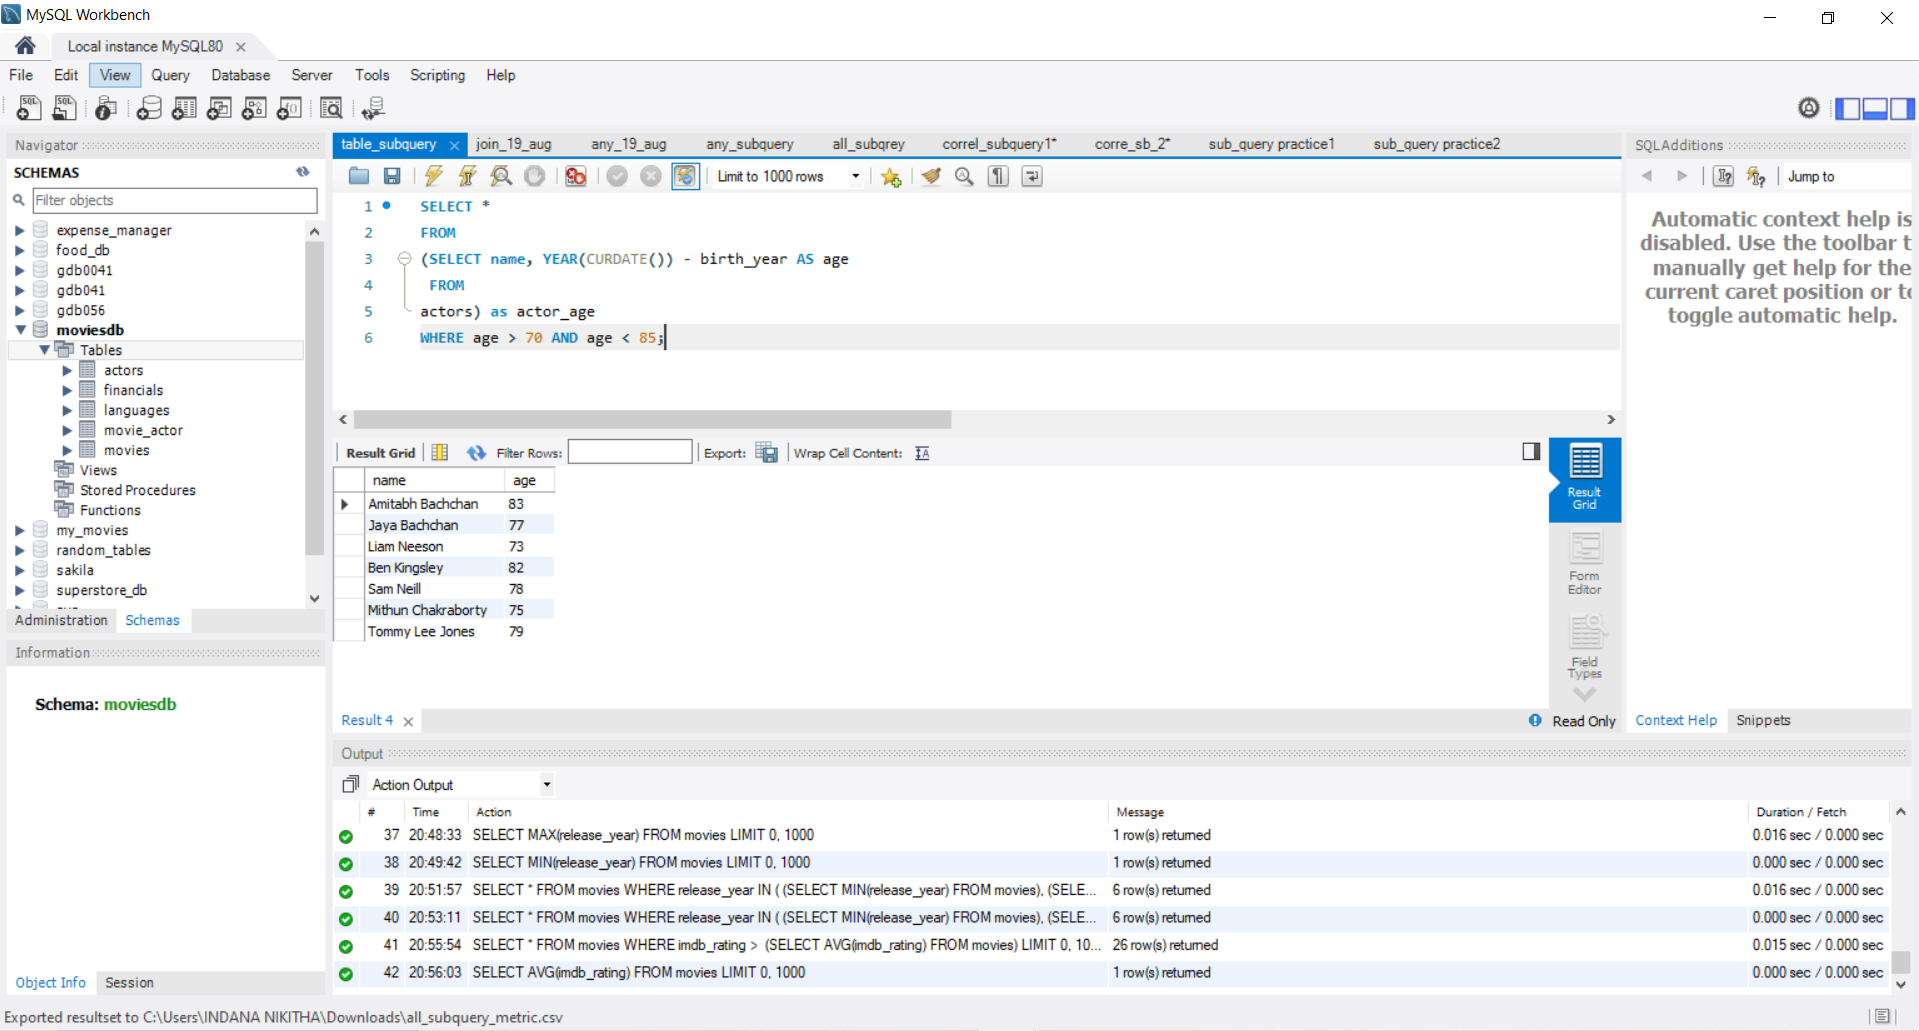 MySQL Workbench
Local instance MySQL80
File Edit View Query Database Server Tools Scripting Help
Navigator
SCHEMAS
Filter objects
expense_manager
food_db
gdb0041
gdb041
gdb056
moviesdb
Tables
actors
financials
languages
movie_actor
movies
Views
Stored Procedures
Functions
my_movies
random_tables
sakila
superstore_db
Administration Schemas
Information
Schema: moviesdb
Object Info Session
table_subquery join_19_aug any_19_aug any_subquery all_subqrey correl_subquery1* corre_sb_2* sub_query practice1 sub_query practice2
Limit to 1000 rows
1 SELECT *
2 FROM
3 (SELECT name, YEAR(CURDATE()) - birth_year AS age
4 FROM
5 actors) as actor_age
6 WHERE age > 70 AND age < 85;
Result Grid Filter Rows: Export: Wrap Cell Content:
name age
Amitabh Bachchan 83
Jaya Bachchan 77
Liam Neeson 73
Ben Kingsley 82
Sam Neill 78
Mithun Chakraborty 75
Tommy Lee Jones 79
Result
Grid
Form
Editor
Field
Types
Result 4
Read Only
SQLAdditions
Jump to
Automatic context help is
disabled. Use the toolbar t
manually get help for the
current caret position or to
toggle automatic help.
Context Help Snippets
Output
Action Output
# Time Action Message Duration / Fetch
37 20:48:33 SELECT MAX(release_year) FROM movies LIMIT 0, 1000 1 row(s) returned 0.016 sec / 0.000 sec
38 20:49:42 SELECT MIN(release_year) FROM movies LIMIT 0, 1000 1 row(s) returned 0.000 sec / 0.000 sec
39 20:51:57 SELECT * FROM movies WHERE release_year IN ( (SELECT MIN(release_year) FROM movies), (SELE... 6 row(s) returned 0.016 sec / 0.000 sec
40 20:53:11 SELECT * FROM movies WHERE release_year IN ( (SELECT MIN(release_year) FROM movies), (SELE... 6 row(s) returned 0.000 sec / 0.000 sec
41 20:55:54 SELECT * FROM movies WHERE imdb_rating > (SELECT AVG(imdb_rating) FROM movies) LIMIT 0, 10... 26 row(s) returned 0.015 sec / 0.000 sec
42 20:56:03 SELECT AVG(imdb_rating) FROM movies LIMIT 0, 1000 1 row(s) returned 0.000 sec / 0.000 sec
Exported resultset to C:\Users\INDANA NIKITHA\Downloads\all_subquery_metric.csv